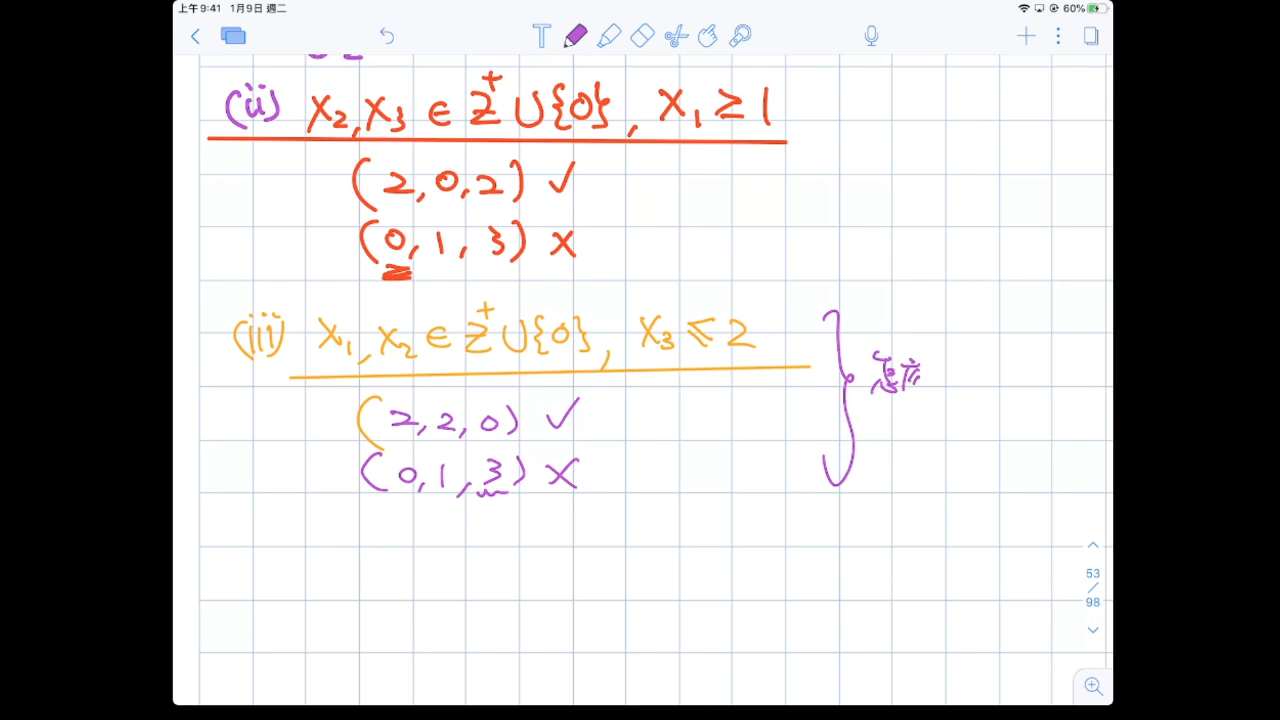 上午9:41 1月9日 週二
60%
(ii) x₂,x₃ ∈ Z⁺∪{0}, x₁ ≥ 1
(2,0,2) ✓
(0,1,3) ×
(iii) x₁,x₂ ∈ Z⁺∪{0}, x₃ ≤ 2
(2,2,0) ✓
(0,1,3) ×
53
/
98